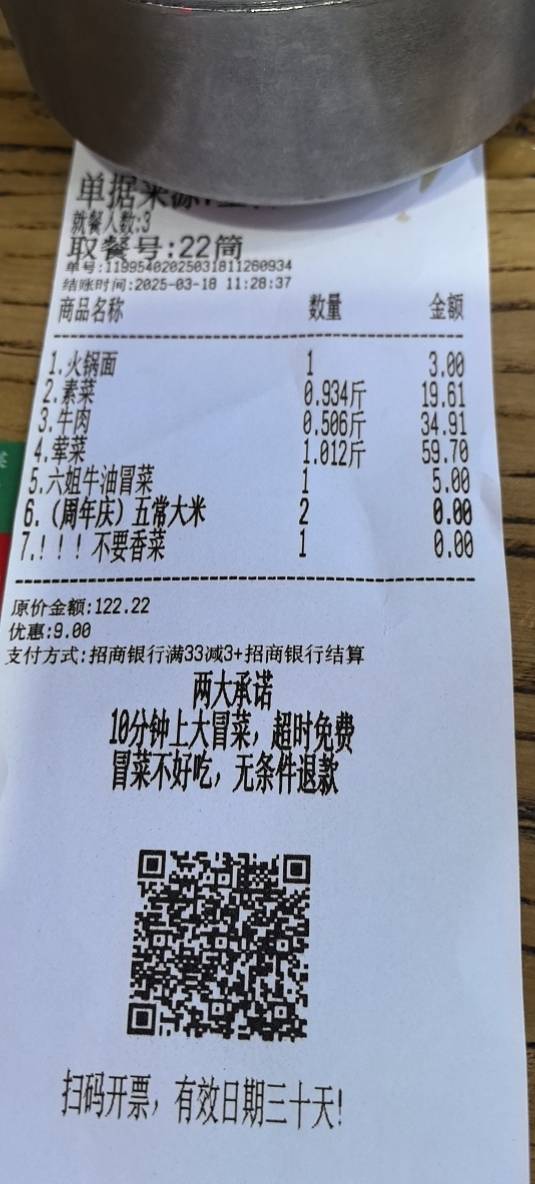 单据来源
就餐人数:3
取餐号:22筒
单号:11995402025031811260934
结账时间:2025-03-18 11:28:37
商品名称 数量 金额
1.火锅面 1 3.00
2.素菜 0.934斤 19.61
3.牛肉 0.506斤 34.91
4.荤菜 1.012斤 59.70
5.六姐牛油冒菜 1 5.00
6.(周年庆)五常大米 2 0.00
7.!!!不要香菜 1 0.00
原价金额:122.22
优惠:9.00
支付方式:招商银行满33减3+招商银行结算
两大承诺
10分钟上大冒菜，超时免费
冒菜不好吃，无条件退款
扫码开票，有效日期三十天!